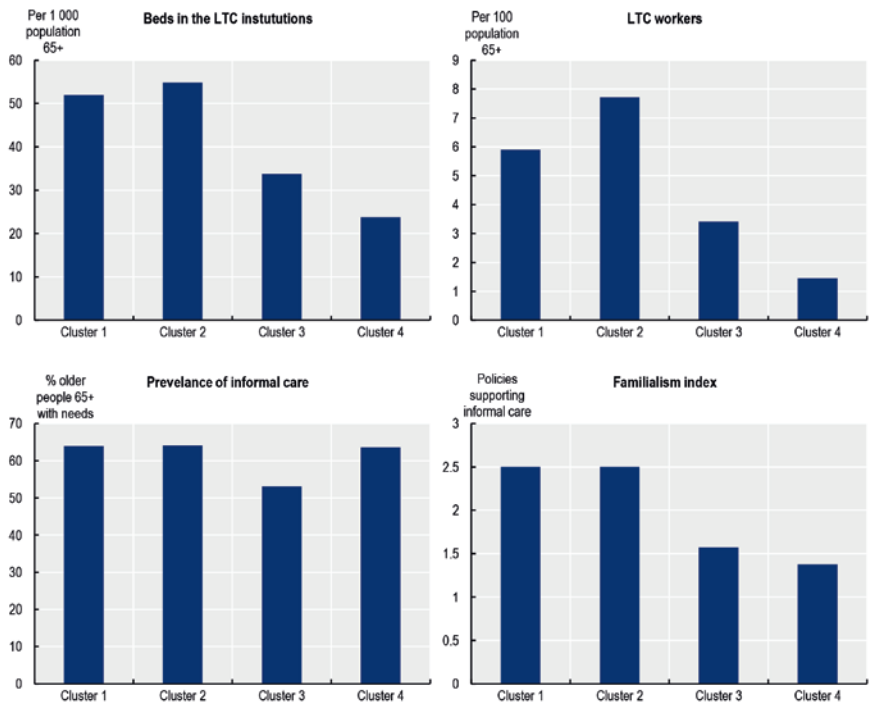 Per 1 000
population
65+
Beds in the LTC instututions
60
50
40
30
20
10
0
Cluster 1
Cluster 2
Cluster 3
Cluster 4
Per 100
population
65+
LTC workers
9
8
7
6
5
4
3
2
1
0
Cluster 1
Cluster 2
Cluster 3
Cluster 4
% older
people 65+
with needs
Prevelance of informal care
70
60
50
40
30
20
10
0
Cluster 1
Cluster 2
Cluster 3
Cluster 4
Policies
supporting
informal care
Familialism index
3
2.5
2
1.5
1
0.5
0
Cluster 1
Cluster 2
Cluster 3
Cluster 4